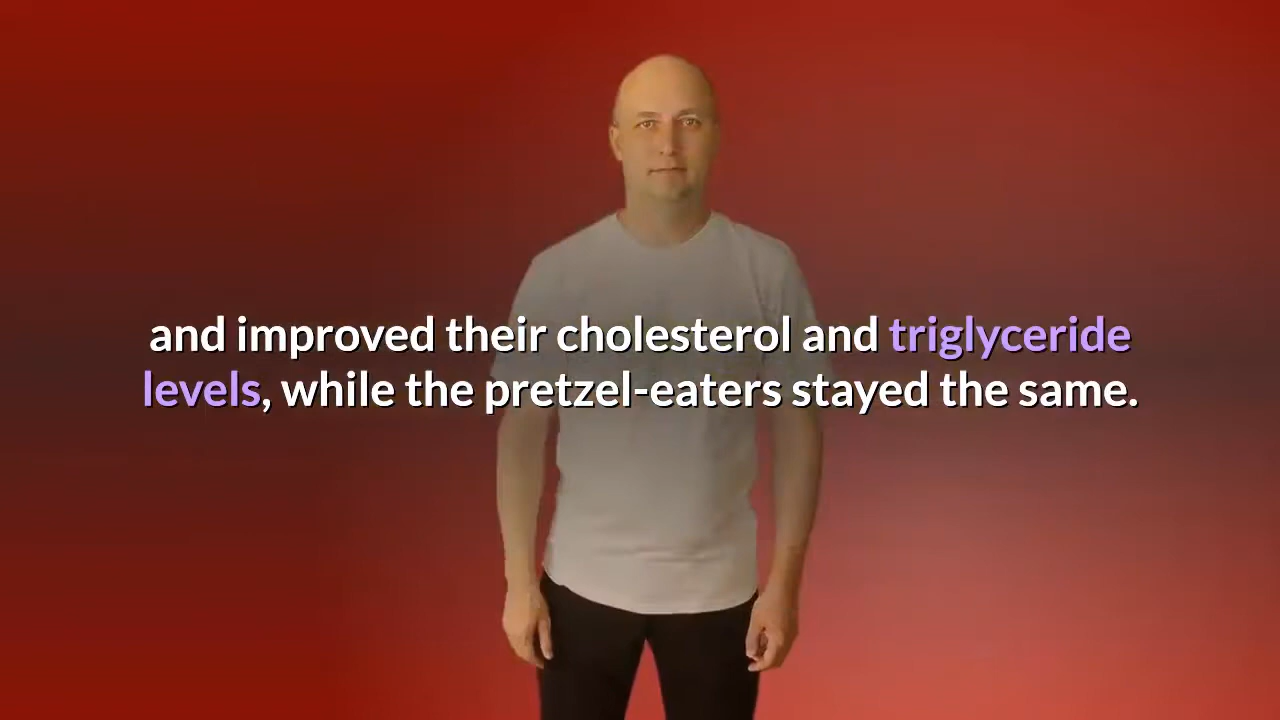 and improved their cholesterol and triglyceride
levels, while the pretzel-eaters stayed the same.